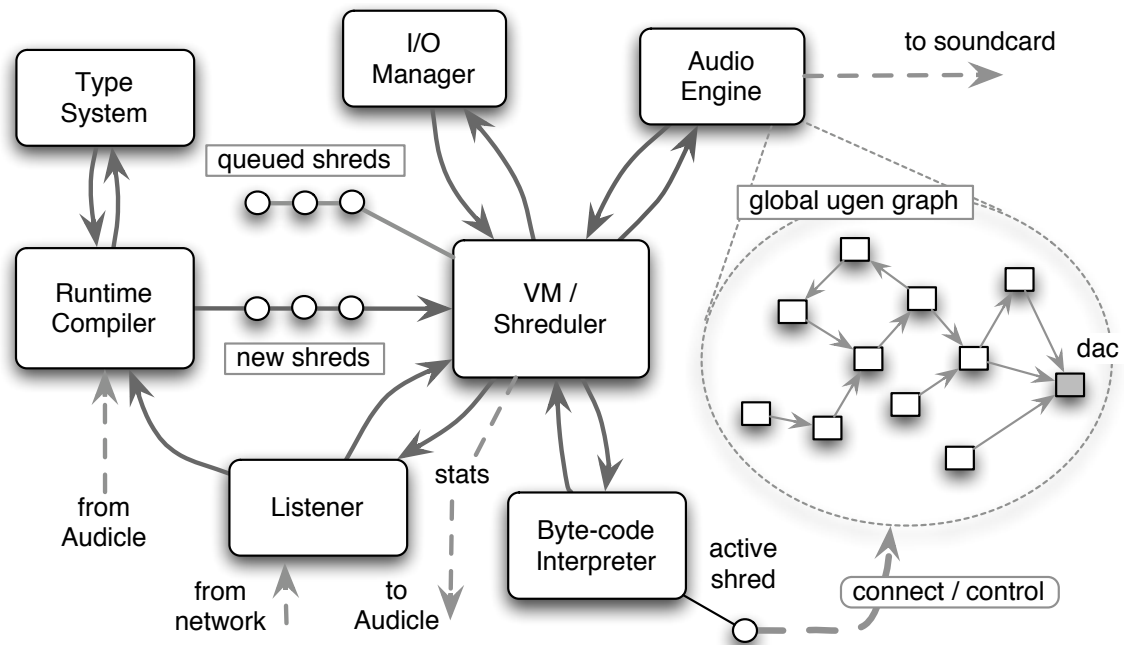 I/O
Manager
Audio
Engine
to soundcard
Type
System
queued shreds
global ugen graph
Runtime
Compiler
VM /
Shreduler
new shreds
dac
from
Audicle
Listener
stats
Byte-code
Interpreter
active
shred
from
network
to
Audicle
connect / control